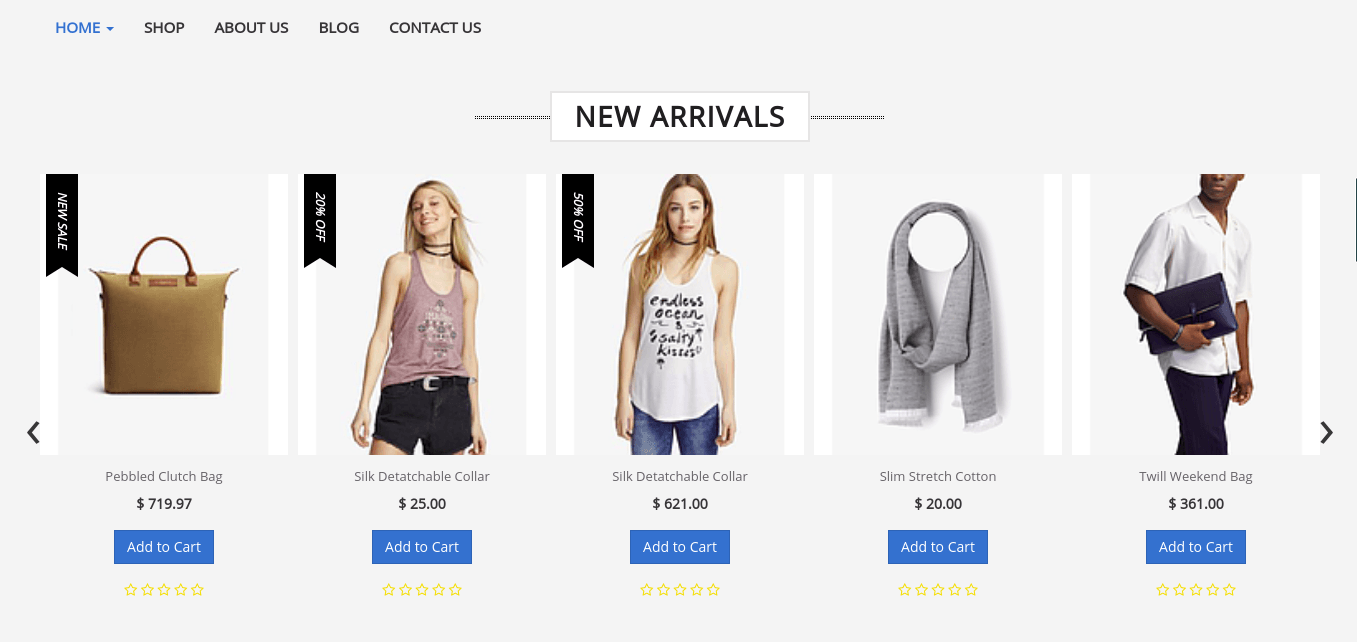 HOME SHOP ABOUT US BLOG CONTACT US
NEW ARRIVALS
NEW SALE
20% OFF
50% OFF
endless
ocean
&
salty
kisses
Pebbled Clutch Bag
Silk Detatchable Collar
Silk Detatchable Collar
Slim Stretch Cotton
Twill Weekend Bag
$ 719.97
$ 25.00
$ 621.00
$ 20.00
$ 361.00
Add to Cart
Add to Cart
Add to Cart
Add to Cart
Add to Cart